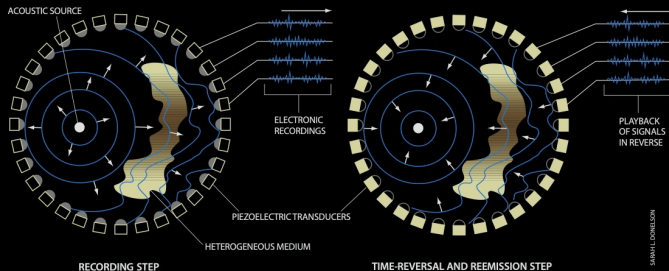 ACOUSTIC SOURCE
ELECTRONIC
RECORDINGS
PLAYBACK
OF SIGNALS
IN REVERSE
PIEZOELECTRIC TRANSDUCERS
HETEROGENEOUS MEDIUM
SARAH L. DONELSON
RECORDING STEP
TIME-REVERSAL AND REEMISSION STEP